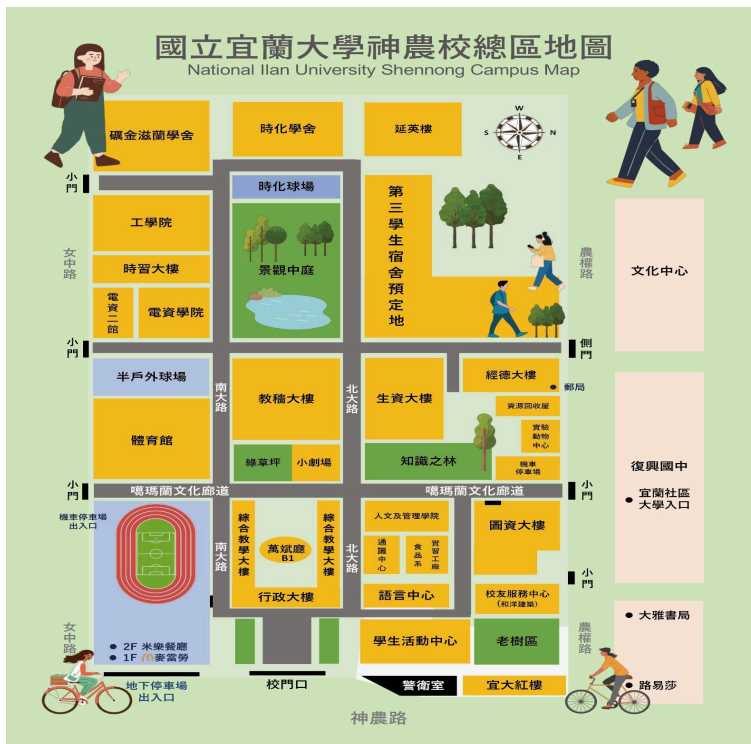 國立宜蘭大學神農校總區地圖
National Ilan University Shennong Campus Map
礦金滋蘭學舍
時化學舍
延英樓
W
S
N
E
小門
時化球場
第三學生宿舍預定地
工學院
景觀中庭
女中路
農權路
文化中心
時習大樓
電資二館
電資學院
小門
側門
半戶外球場
南大路
教穡大樓
北大路
生資大樓
經德大樓
郵局
資源回收屋
實驗動物中心
體育館
綠草坪
小劇場
知識之林
機車停車場
復興國中
小門
噶瑪蘭文化廊道
噶瑪蘭文化廊道
小門
宜蘭社區大學入口
機車停車場出入口
南大路
綜合教學大樓
萬斌廳
B1
綜合教學大樓
北大路
人文及管理學院
圖資大樓
通識中心
食品系
實習工廠
小門
行政大樓
語言中心
校友服務中心
(和洋建築)
女中路
2F 米樂餐廳
1F 麥當勞
學生活動中心
老樹區
農權路
大雅書局
地下停車場出入口
校門口
警衛室
宜大紅樓
路易莎
神農路